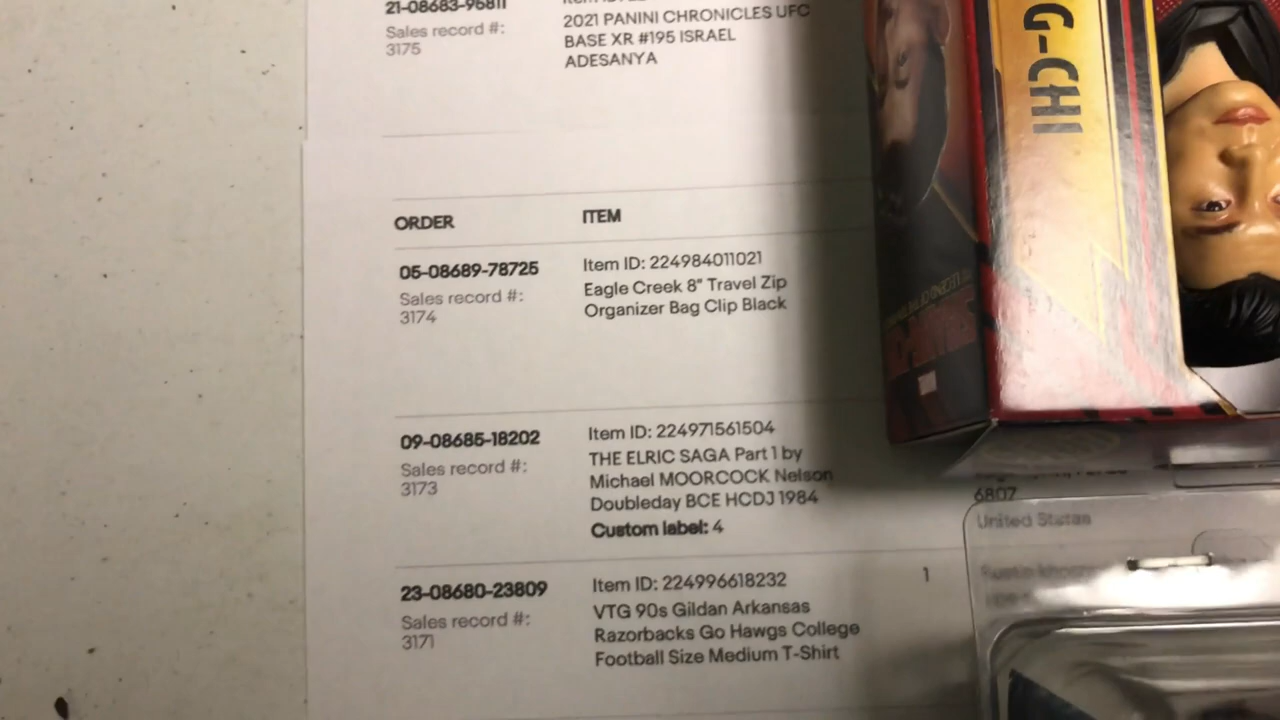 21-08683-95811
Sales record #:
3175
2021 PANINI CHRONICLES UFC
BASE XR #195 ISRAEL
ADESANYA
ORDER
ITEM
05-08689-78725
Sales record #:
3174
Item ID: 224984011021
Eagle Creek 8" Travel Zip
Organizer Bag Clip Black
09-08685-18202
Sales record #:
3173
Item ID: 224971561504
THE ELRIC SAGA Part 1 by
Michael MOORCOCK Nelson
Doubleday BCE HCDJ 1984
Custom label: 4
23-08680-23809
Sales record #:
3171
Item ID: 224996618232
VTG 90s Gildan Arkansas
Razorbacks Go Hawgs College
Football Size Medium T-Shirt
1
G-CHI
6807
United States